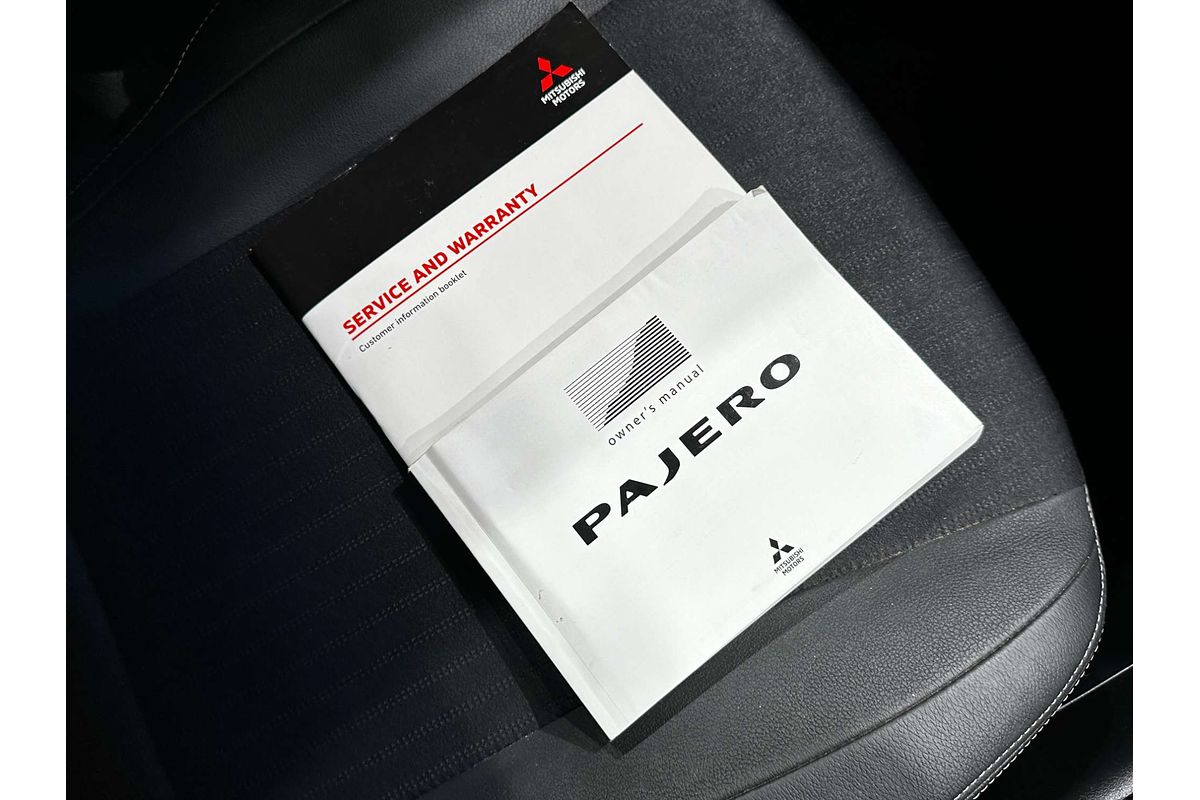 MITSUBISHI
MOTORS
SERVICE AND WARRANTY
Customer information booklet
owner's manual
PAJERO
MITSUBISHI
MOTORS